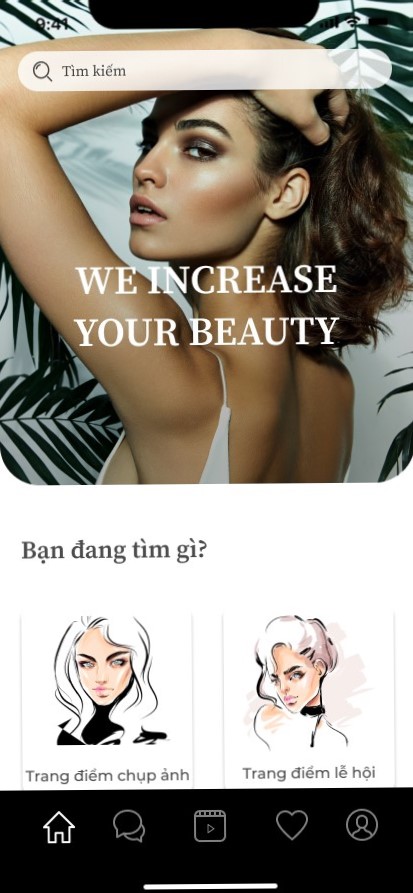 9:41
Tìm kiếm
WE INCREASE
YOUR BEAUTY
Bạn đang tìm gì?
Trang điểm chụp ảnh
Trang điểm lễ hội